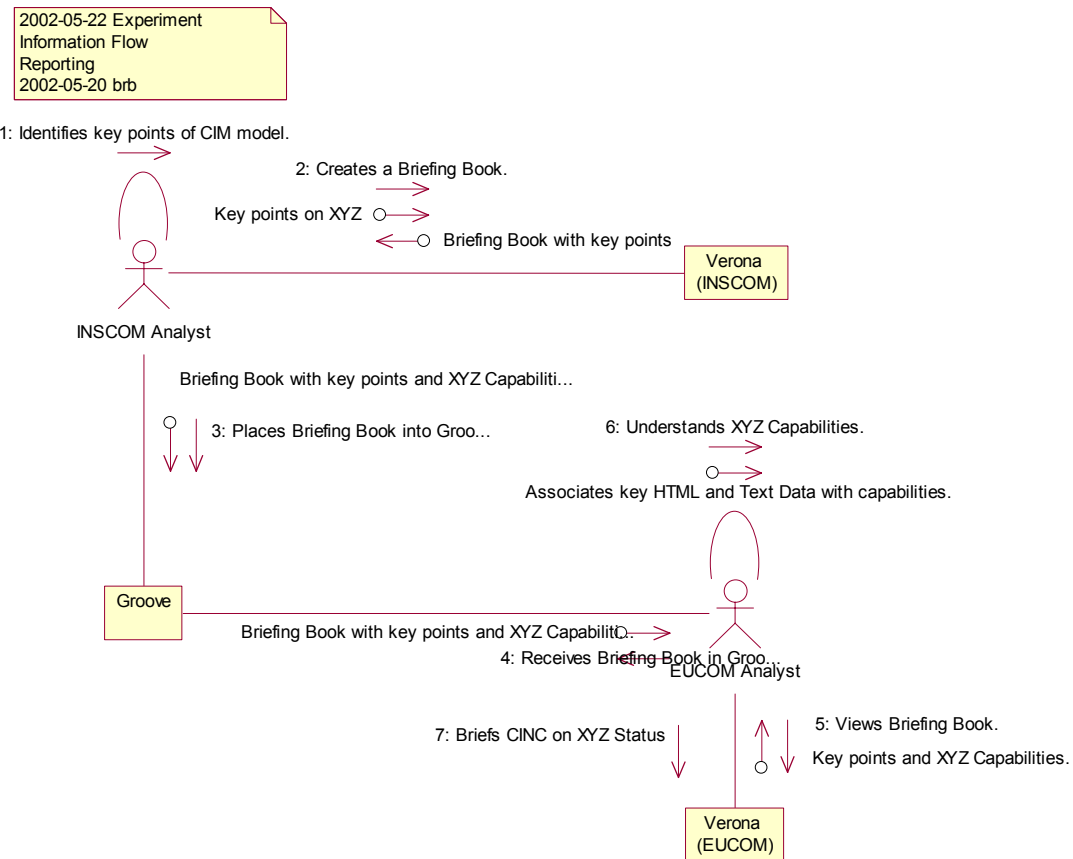 2002-05-22 Experiment
Information Flow
Reporting
2002-05-20 brb
1: Identifies key points of CIM model.
2: Creates a Briefing Book.
Key points on XYZ
Briefing Book with key points
Verona
(INSCOM)
INSCOM Analyst
Briefing Book with key points and XYZ Capabiliti...
3: Places Briefing Book into Groo...
6: Understands XYZ Capabilities.
Associates key HTML and Text Data with capabilities.
Groove
Briefing Book with key points and XYZ Capabiliti...
4: Receives Briefing Book in Groo...
EUCOM Analyst
7: Briefs CINC on XYZ Status
5: Views Briefing Book.
Key points and XYZ Capabilities.
Verona
(EUCOM)